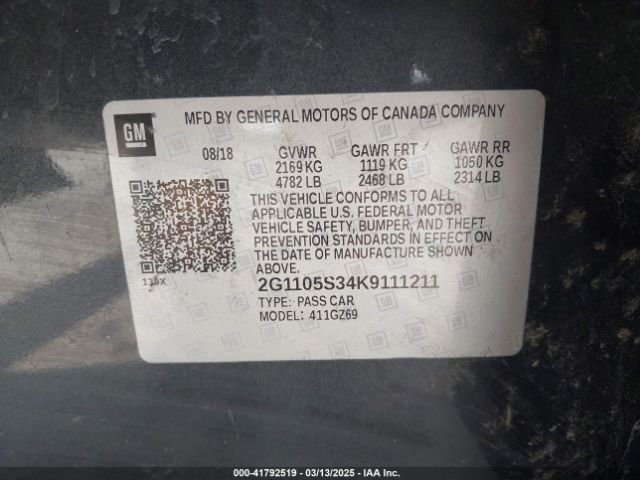 GM
MFD BY GENERAL MOTORS OF CANADA COMPANY
08/18 GVWR GAWR FRT GAWR RR
2169 KG 1119 KG 1050 KG
4782 LB 2468 LB 2314 LB
THIS VEHICLE CONFORMS TO ALL
APPLICABLE U.S. FEDERAL MOTOR
VEHICLE SAFETY, BUMPER, AND THEFT
PREVENTION STANDARDS IN EFFECT ON
THE DATE OF MANUFACTURE SHOWN
ABOVE.
139X
2G1105S34K9111211
TYPE: PASS CAR
MODEL: 411GZ69
000-41792519 - 03/13/2025 - IAA Inc.